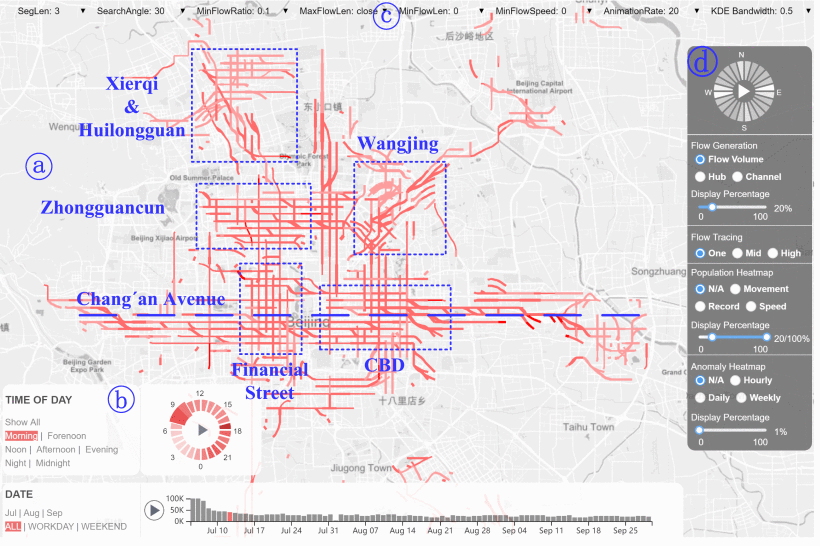 SegLen: 3 ▼ SearchAngle: 30 ▼ MinFlowRatio: 0.1 ▼ MaxFlowLen: close ▼ MinFlowLen: 0 ▼ MinFlowSpeed: 0 ▼ AnimationRate: 20 ▼ KDE Bandwidth: 0.5 ▼
c
后沙峪地区
d
N
W E
S
Xierqi
&
Huilongguan
Beijing Capital
International Airport
a
Wangjing
Old Summer Palace
Park
Zhongguancun
Beijing Xijiao Airport
Chang´an Avenue
Beijing
Songzhuang
镇
Financial
Street
CBD
Beijing Garden
Expo Park
十八里店乡
Taihu Town
Jiugong Town
Flow Generation
Flow Volume
Hub Channel
Display Percentage
20%
0 100
Flow Tracing
One Mid High
Population Heatmap
N/A Movement
Record Speed
Display Percentage
20/100%
0 100
Anomaly Heatmap
N/A Hourly
Daily Weekly
Display Percentage
1%
0 100
TIME OF DAY
b
Show All
Morning | Forenoon
Noon | Afternoon | Evening
Night | Midnight
12
9 15
6 18
3 21
0
DATE
Jul | Aug | Sep
ALL | WORKDAY | WEEKEND
100K
50K
0K
Jul 10 Jul 17 Jul 24 Jul 31 Aug 07 Aug 14 Aug 21 Aug 28 Sep 04 Sep 11 Sep 18 Sep 25